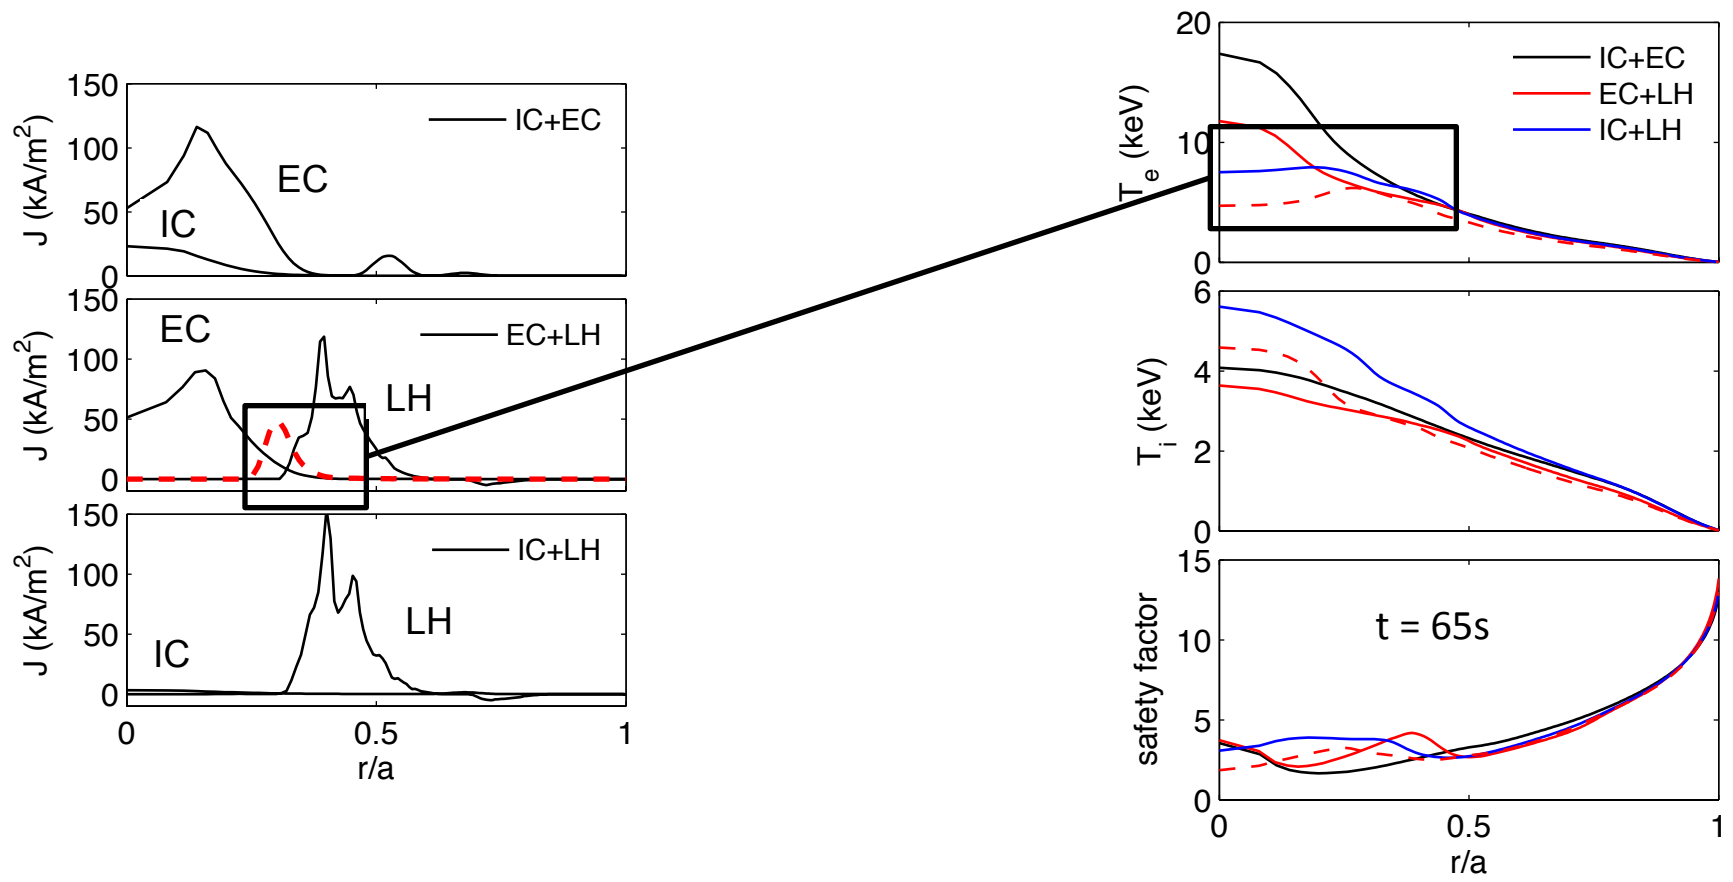 150
100
50
0
J (kA/m²)
IC+EC
EC
IC
150
100
50
0
J (kA/m²)
EC
EC+LH
LH
150
100
50
0
J (kA/m²)
IC+LH
LH
IC
0
0.5
1
r/a
20
10
0
T_e (keV)
IC+EC
EC+LH
IC+LH
6
4
2
0
T_i (keV)
15
10
5
0
safety factor
t = 65s
0
0.5
1
r/a